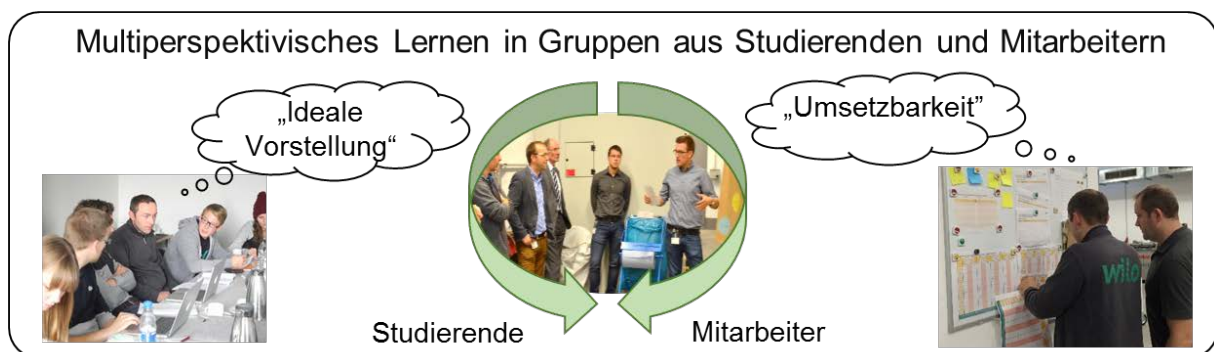 Multiperspektivisches Lernen in Gruppen aus Studierenden und Mitarbeitern
„Ideale
Vorstellung“
„Umsetzbarkeit”
wilo
Studierende
Mitarbeiter